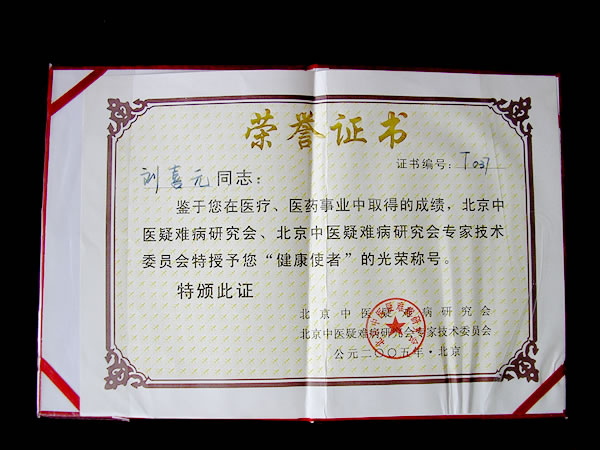 荣誉证书
证书编号：T037
刘喜元同志：
鉴于您在医疗、医药事业中取得的成绩，北京中
医疑难病研究会、北京中医疑难病研究会专家技术
委员会特授予您“健康使者”的光荣称号。
特颁此证
北京中医疑难病研究会
北京中医疑难病研究会专家技术委员会
公元二〇〇五年·北京